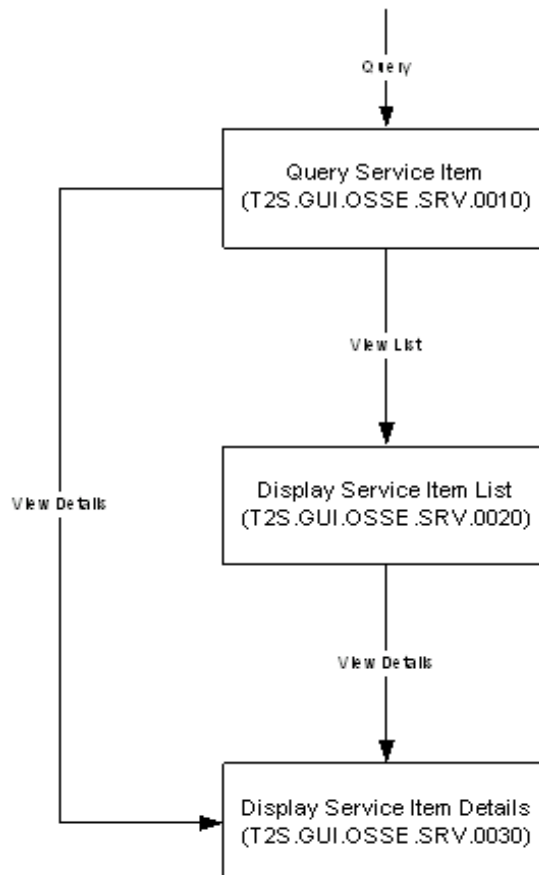 Query
Query Service Item
(T2S.GUI.OSSE.SRV.0010)
View List
Display Service Item List
(T2S.GUI.OSSE.SRV.0020)
View Details
View Details
Display Service Item Details
(T2S.GUI.OSSE.SRV.0030)